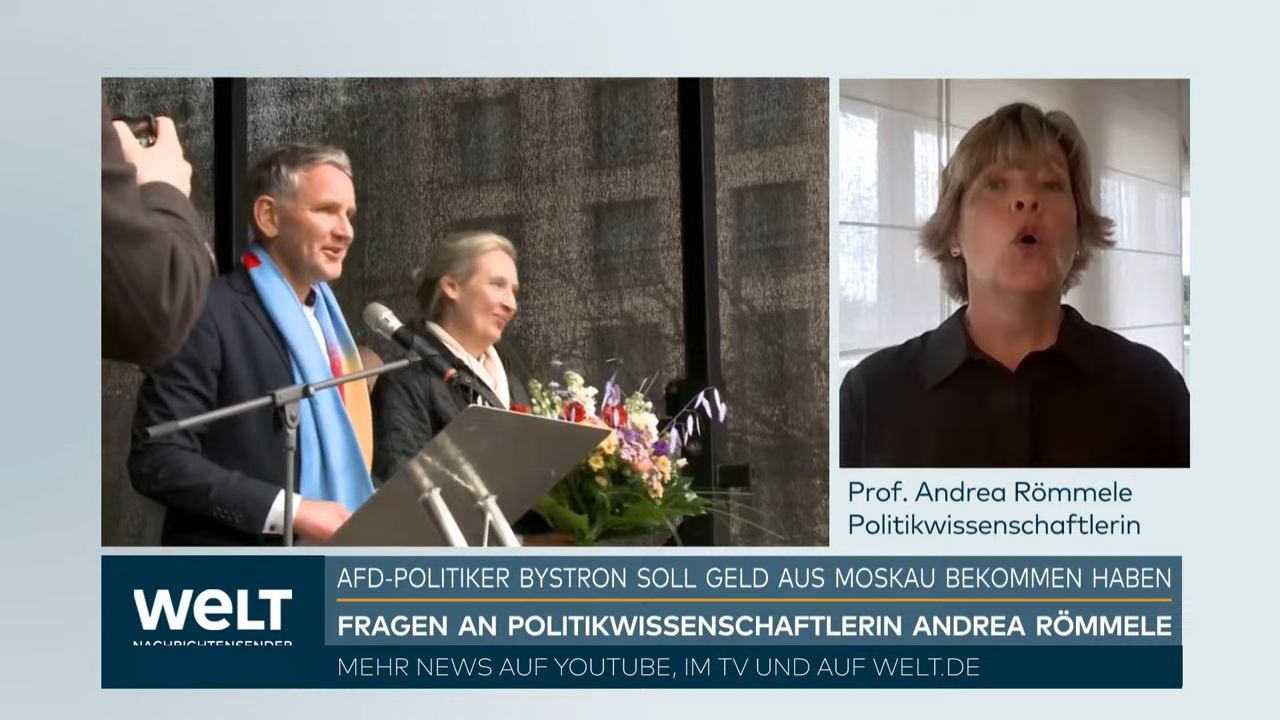 Prof. Andrea Römmele
Politikwissenschaftlerin
AFD-POLITIKER BYSTRON SOLL GELD AUS MOSKAU BEKOMMEN HABEN
welt
NACHRICHTENSENDER
FRAGEN AN POLITIKWISSENSCHAFTLERIN ANDREA RÖMMELE
MEHR NEWS AUF YOUTUBE, IM TV UND AUF WELT.DE